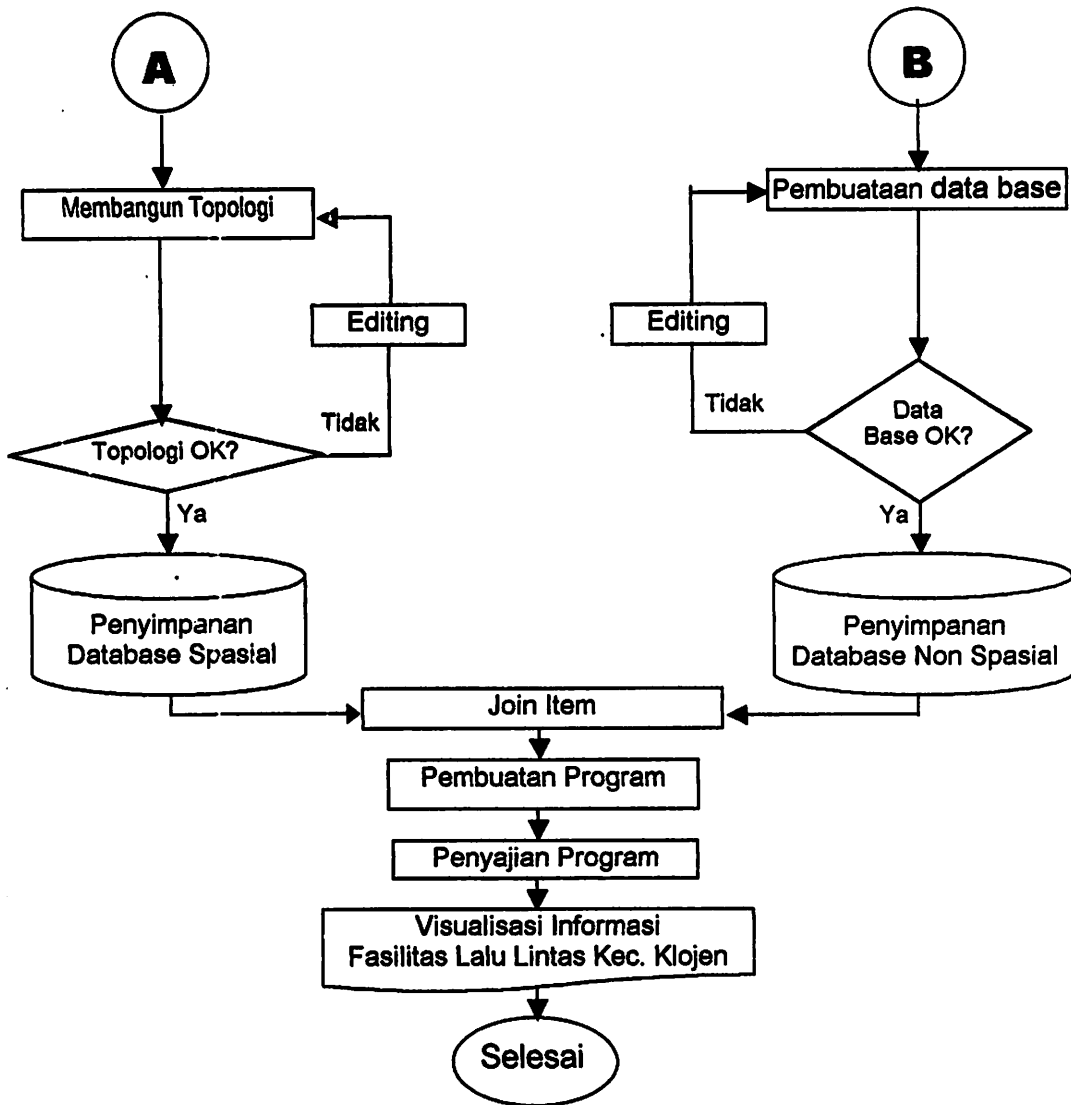 A
Membangun Topologi
Editing
Tidak
Topologi OK?
Ya
Penyimpanan
Database Spasial
B
Pembuataan data base
Editing
Tidak
Data
Base OK?
Ya
Penyimpanan
Database Non Spasial
Join Item
Pembuatan Program
Penyajian Program
Visualisasi Informasi
Fasilitas Lalu Lintas Kec. Klojen
Selesai